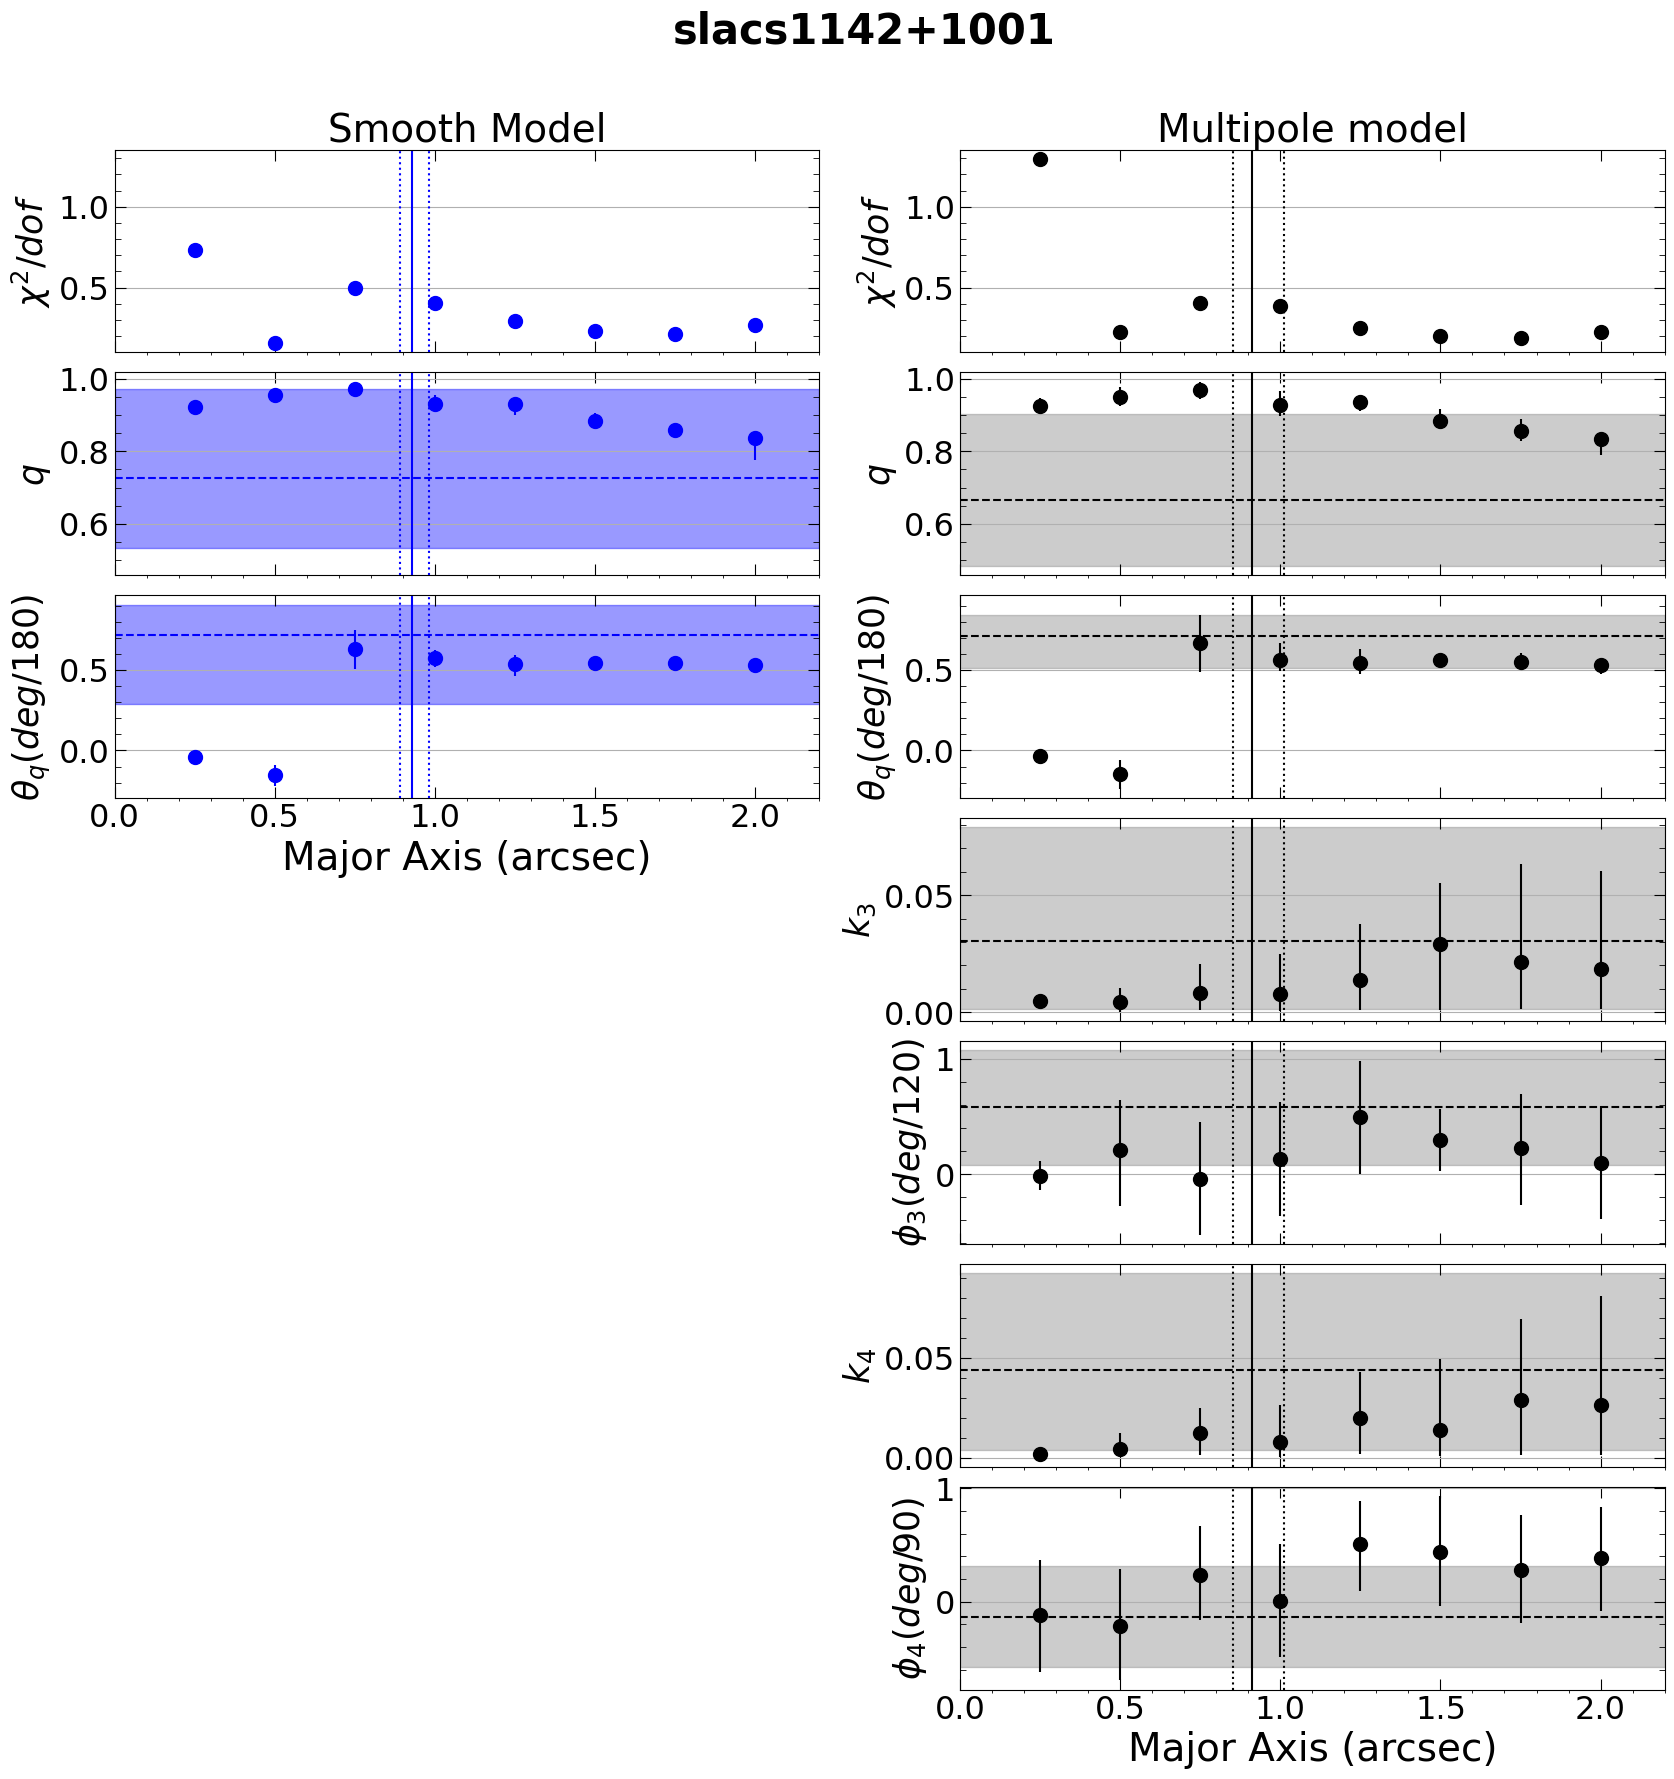 slacs1142+1001
Smooth Model
Multipole model
χ²/dof
1.0
0.5
χ²/dof
1.0
0.5
q
1.0
0.8
0.6
q
1.0
0.8
0.6
θq(deg/180)
0.5
0.0
θq(deg/180)
0.5
0.0
0.0 0.5 1.0 1.5 2.0
Major Axis (arcsec)
k₃
0.05
0.00
ϕ₃(deg/120)
1
0
k₄
0.05
0.00
ϕ₄(deg/90)
1
0
0.0 0.5 1.0 1.5 2.0
Major Axis (arcsec)